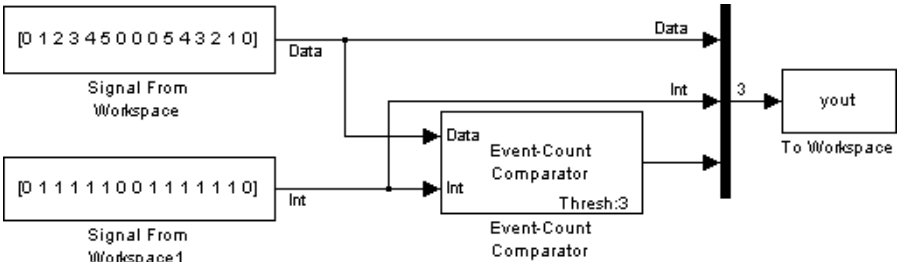 [0 1 2 3 4 5 0 0 0 5 4 3 2 1 0]
Data
Signal From
Workspace
Data
Int
3
yout
To Workspace
Data
Int
Event-Count
Comparator
Thresh:3
Event-Count
Comparator
[0 1 1 1 1 1 0 0 1 1 1 1 1 1 0]
Int
Signal From
Workspace1